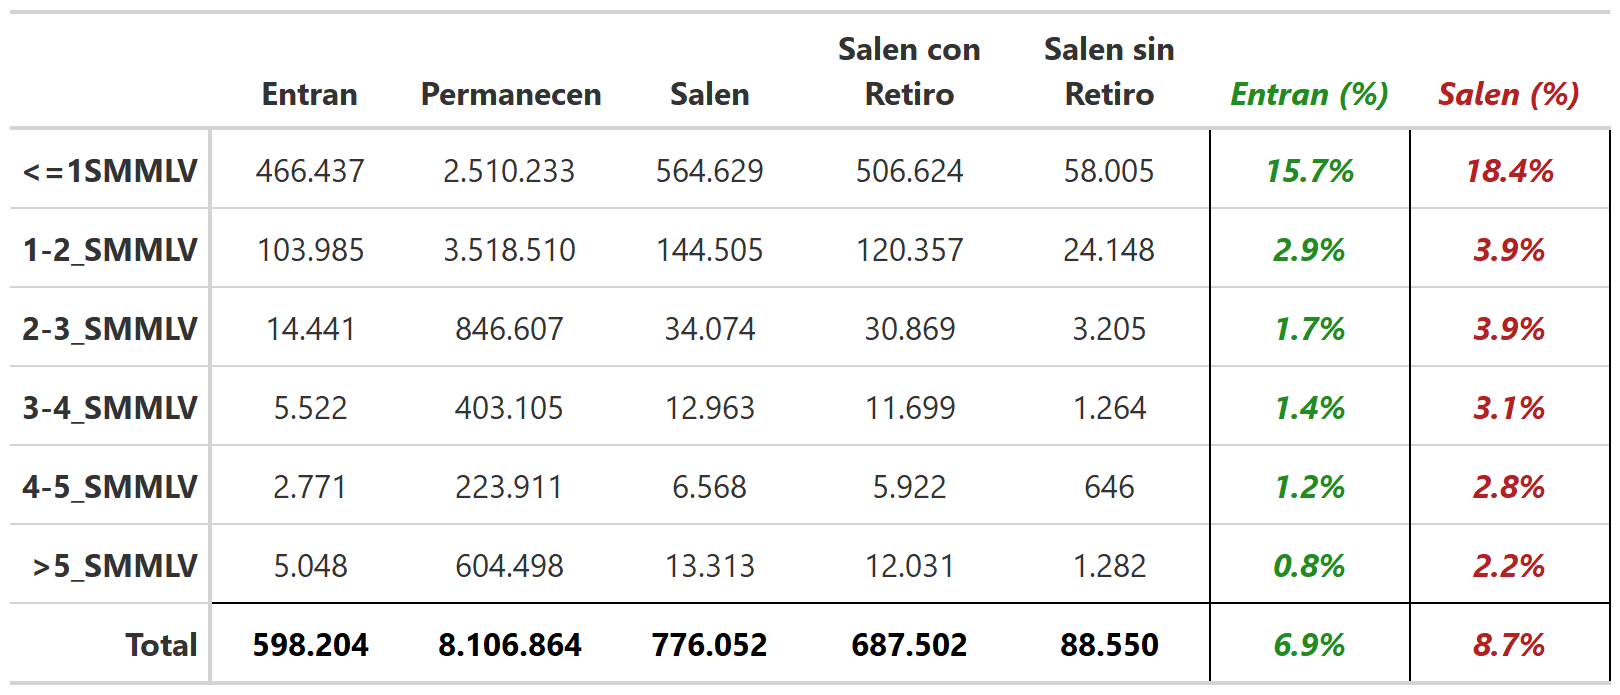 Entran Permanecen Salen Salen con Retiro Salen sin Retiro Entran (%) Salen (%)
<=1SMMLV 466.437 2.510.233 564.629 506.624 58.005 15.7% 18.4%
1-2_SMMLV 103.985 3.518.510 144.505 120.357 24.148 2.9% 3.9%
2-3_SMMLV 14.441 846.607 34.074 30.869 3.205 1.7% 3.9%
3-4_SMMLV 5.522 403.105 12.963 11.699 1.264 1.4% 3.1%
4-5_SMMLV 2.771 223.911 6.568 5.922 646 1.2% 2.8%
>5_SMMLV 5.048 604.498 13.313 12.031 1.282 0.8% 2.2%
Total 598.204 8.106.864 776.052 687.502 88.550 6.9% 8.7%